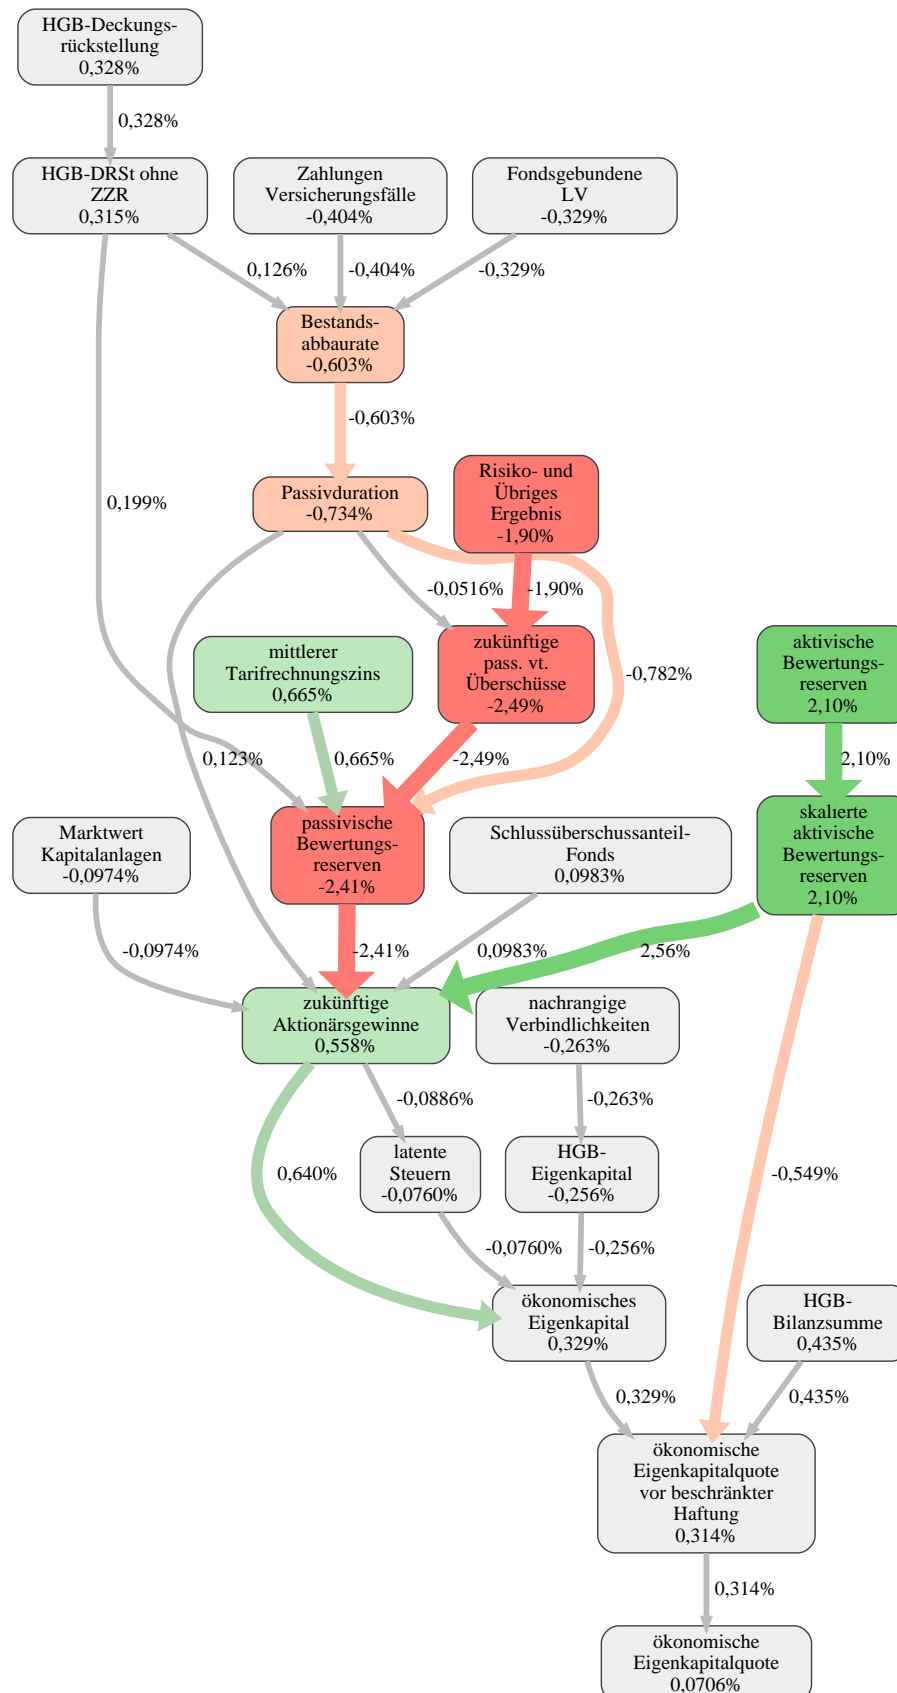 HGB-Deckungs-
rückstellung
0,328%
0,328%
HGB-DRSt ohne
ZZR
0,315%
Zahlungen
Versicherungsfälle
-0,404%
Fondsgebundene
LV
-0,329%
0,126%
-0,404%
-0,329%
Bestands-
abbaurate
-0,603%
-0,603%
0,199%
Passivduration
-0,734%
Risiko- und
Übriges
Ergebnis
-1,90%
-0,0516%
-1,90%
-0,782%
mittlerer
Tarifrechnungszins
0,665%
zukünftige
pass. vt.
Überschüsse
-2,49%
aktivische
Bewertungs-
reserven
2,10%
0,123%
0,665%
-2,49%
2,10%
Marktwert
Kapitalanlagen
-0,0974%
passivische
Bewertungs-
reserven
-2,41%
Schlussüberschussanteil-
Fonds
0,0983%
skalierte
aktivische
Bewertungs-
reserven
2,10%
-0,0974%
-2,41%
0,0983%
2,56%
zukünftige
Aktionärsgewinne
0,558%
nachrangige
Verbindlichkeiten
-0,263%
-0,0886%
-0,263%
0,640%
latente
Steuern
-0,0760%
HGB-
Eigenkapital
-0,256%
-0,549%
-0,0760%
-0,256%
ökonomisches
Eigenkapital
0,329%
HGB-
Bilanzsumme
0,435%
0,329%
0,435%
ökonomische
Eigenkapitalquote
vor beschränkter
Haftung
0,314%
0,314%
ökonomische
Eigenkapitalquote
0,0706%